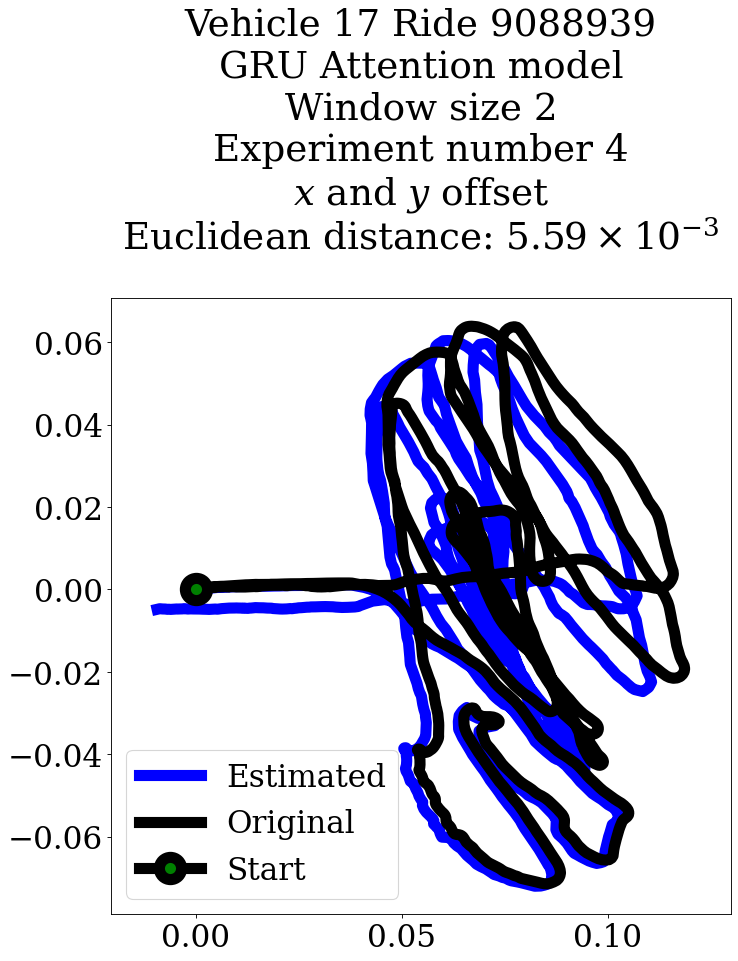 Vehicle 17 Ride 9088939
GRU Attention model
Window size 2
Experiment number 4
x and y offset
Euclidean distance: 5.59 × 10⁻³
0.06
0.04
0.02
0.00
−0.02
−0.04
−0.06
Estimated
Original
Start
0.00 0.05 0.10